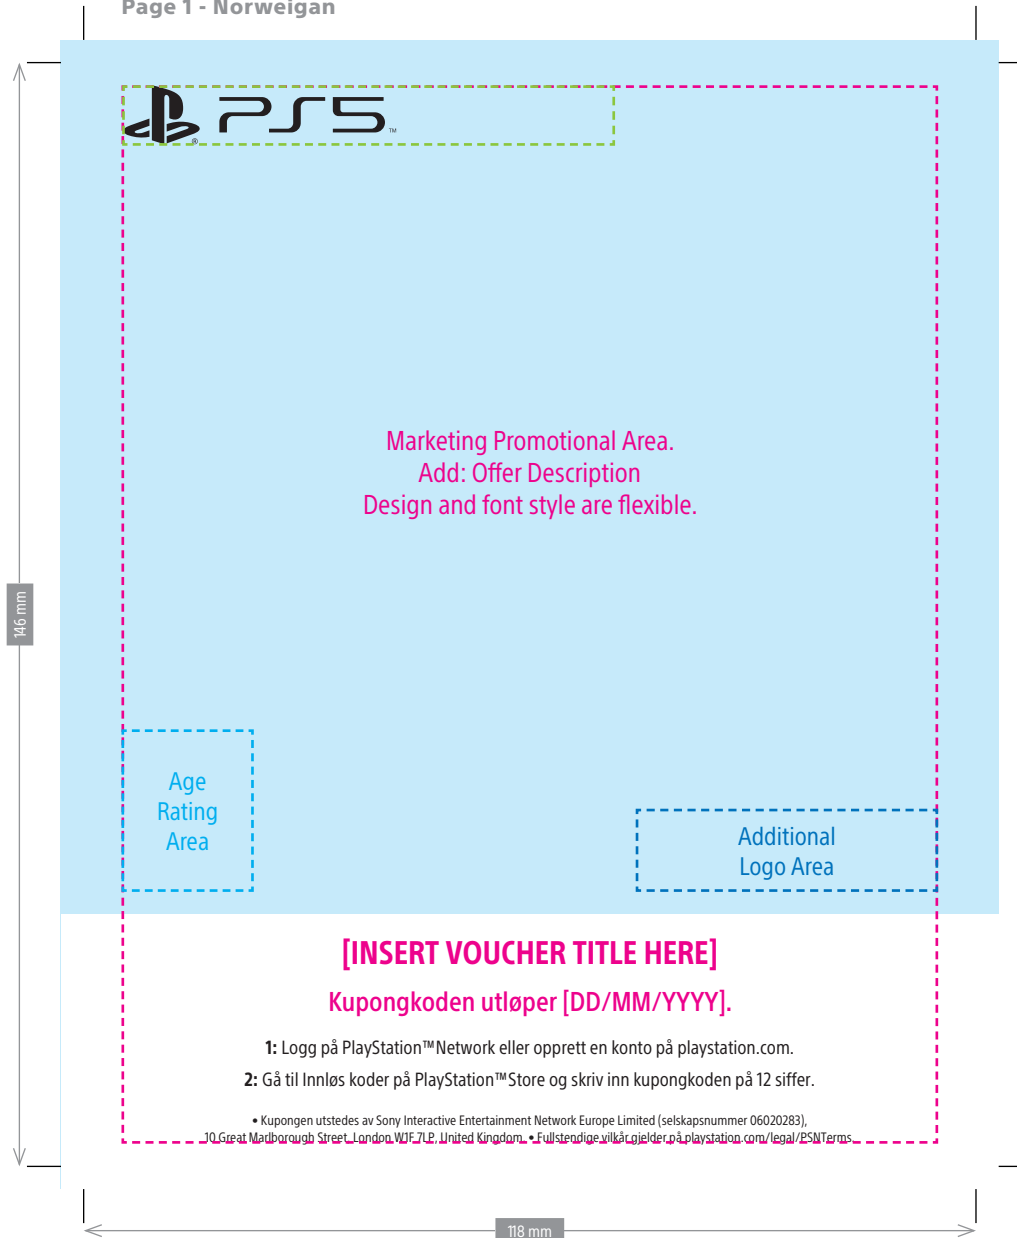 Page 1 - Norweigan
PS5
TM
®
146 mm
Marketing Promotional Area.
Add: Offer Description
Design and font style are flexible.
Age
Rating
Area
Additional
Logo Area
[INSERT VOUCHER TITLE HERE]
Kupongkoden utløper [DD/MM/YYYY].
1: Logg på PlayStation™Network eller opprett en konto på playstation.com.
2: Gå til Innløs koder på PlayStation™Store og skriv inn kupongkoden på 12 siffer.
• Kupongen utstedes av Sony Interactive Entertainment Network Europe Limited (selskapsnummer 06020283),
10 Great Marlborough Street, London W1F 7LP, United Kingdom. • Fullstendige vilkår gjelder på playstation.com/legal/PSNTerms.
118 mm